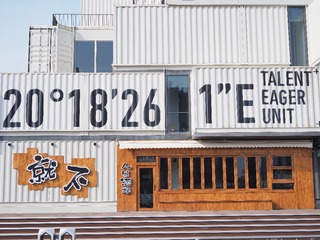 20°18'26
1"E
TALENT
EAGER
UNIT
就不